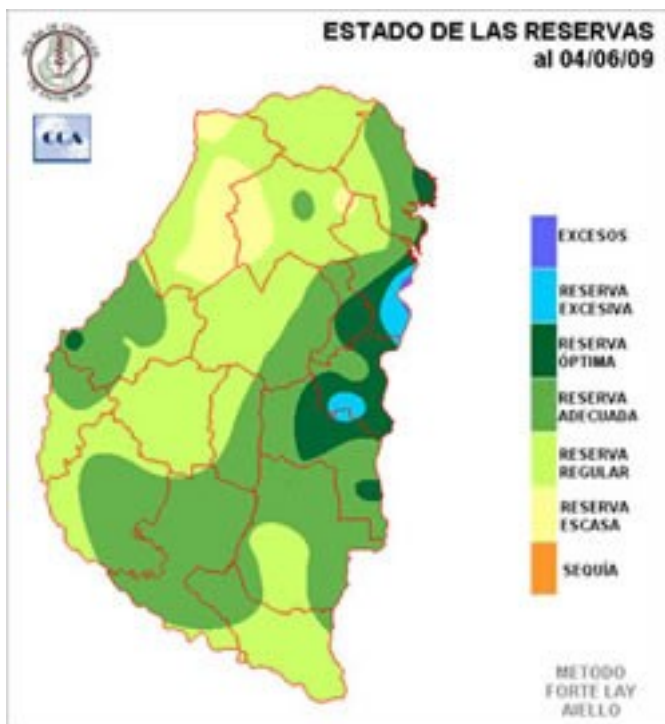 ESTADO DE LAS RESERVAS
al 04/06/09
CCA
EXCESOS
RESERVA
EXCESIVA
RESERVA
ÓPTIMA
RESERVA
ADECUADA
RESERVA
REGULAR
RESERVA
ESCASA
SEQUÍA
METODO
FORTE LAY
AIELLO